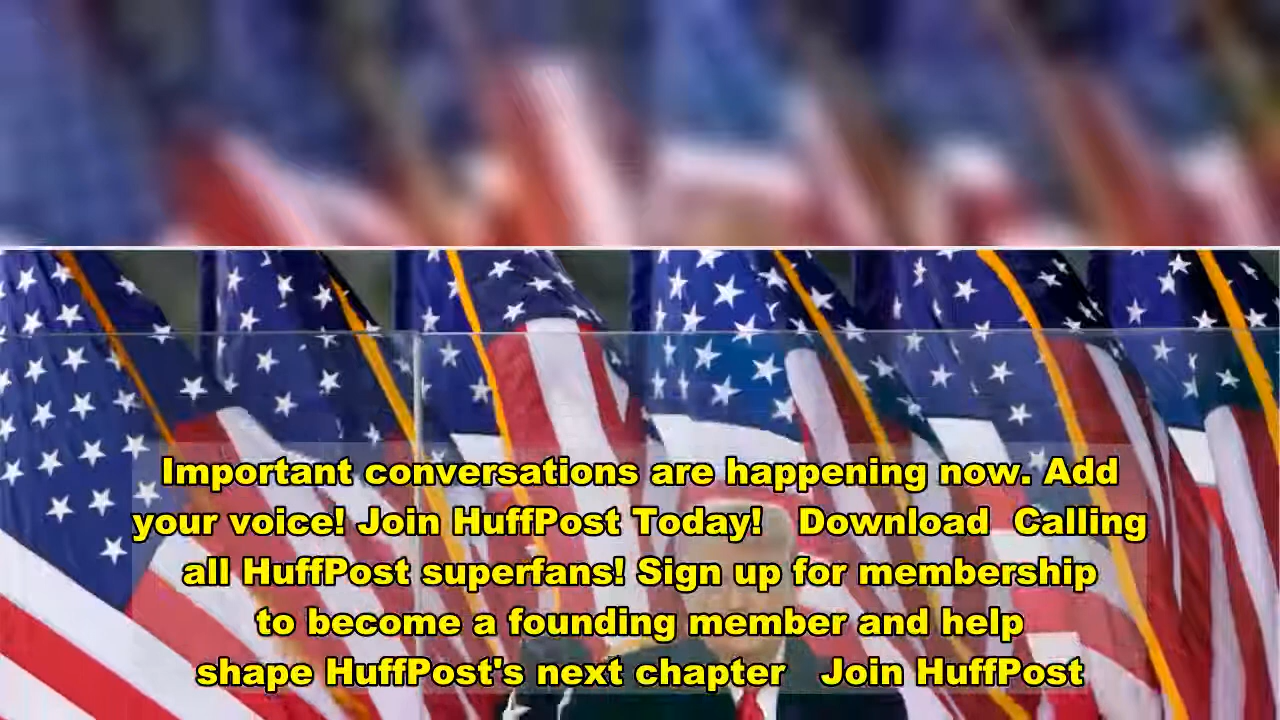 Important conversations are happening now. Add
your voice! Join HuffPost Today! Download Calling
all HuffPost superfans! Sign up for membership
to become a founding member and help
shape HuffPost's next chapter Join HuffPost